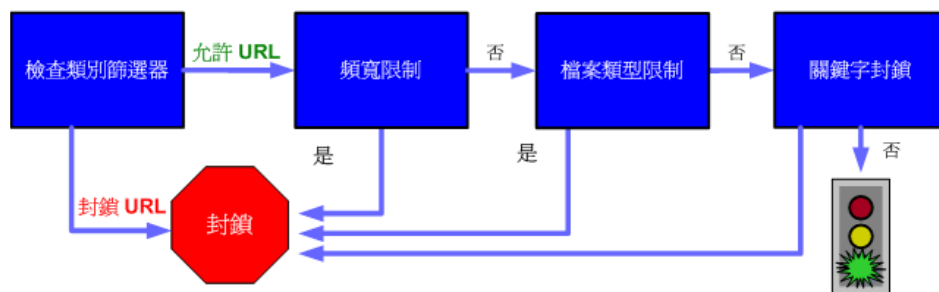 檢查類別篩選器
允許 URL
頻寬限制
否
檔案類型限制
否
關鍵字封鎖
是
是
否
封鎖 URL
封鎖